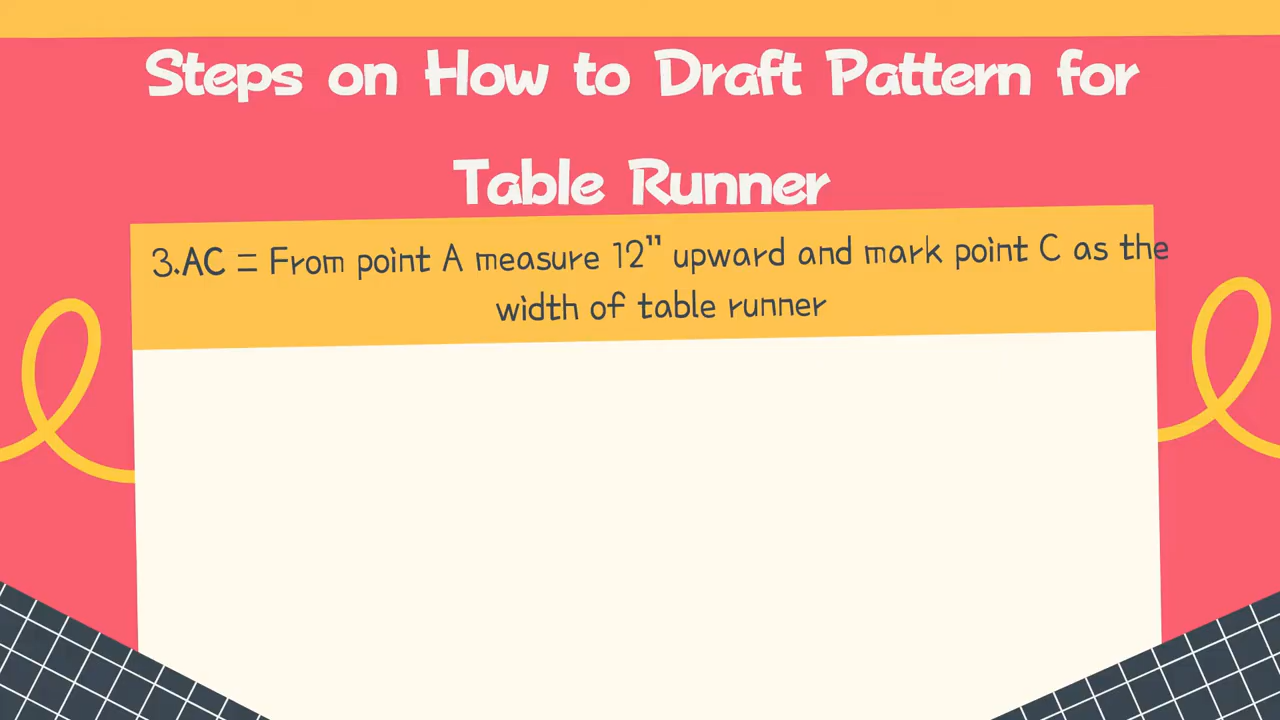 Steps on How to Draft Pattern for
Table Runner
3.AC = From point A measure 12” upward and mark point C as the
width of table runner